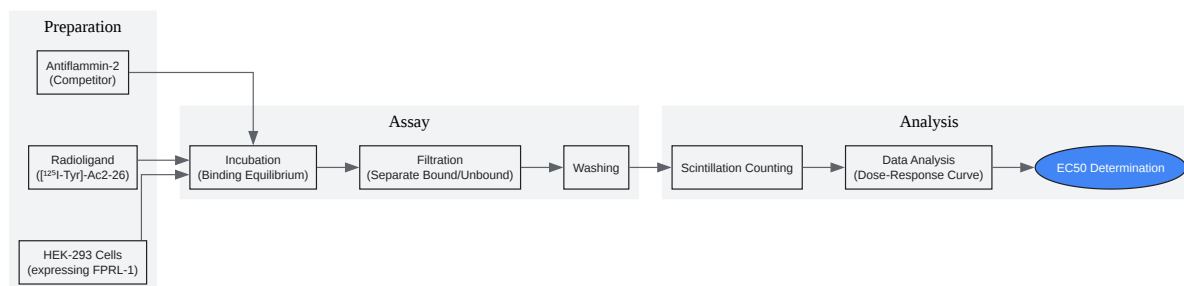 Preparation
Antiflammin-2
(Competitor)
Radioligand
([¹²⁵I-Tyr]-Ac2-26)
HEK-293 Cells
(expressing FPRL-1)
Assay
Incubation
(Binding Equilibrium)
Filtration
(Separate Bound/Unbound)
Washing
Analysis
Scintillation Counting
Data Analysis
(Dose-Response Curve)
EC50 Determination